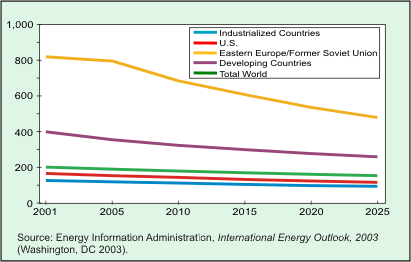 1,000
800
600
400
200
0
2001 2005 2010 2015 2020 2025
Industrialized Countries
U.S.
Eastern Europe/Former Soviet Union
Developing Countries
Total World
Source: Energy Information Administration, International Energy Outlook, 2003
(Washington, DC 2003).